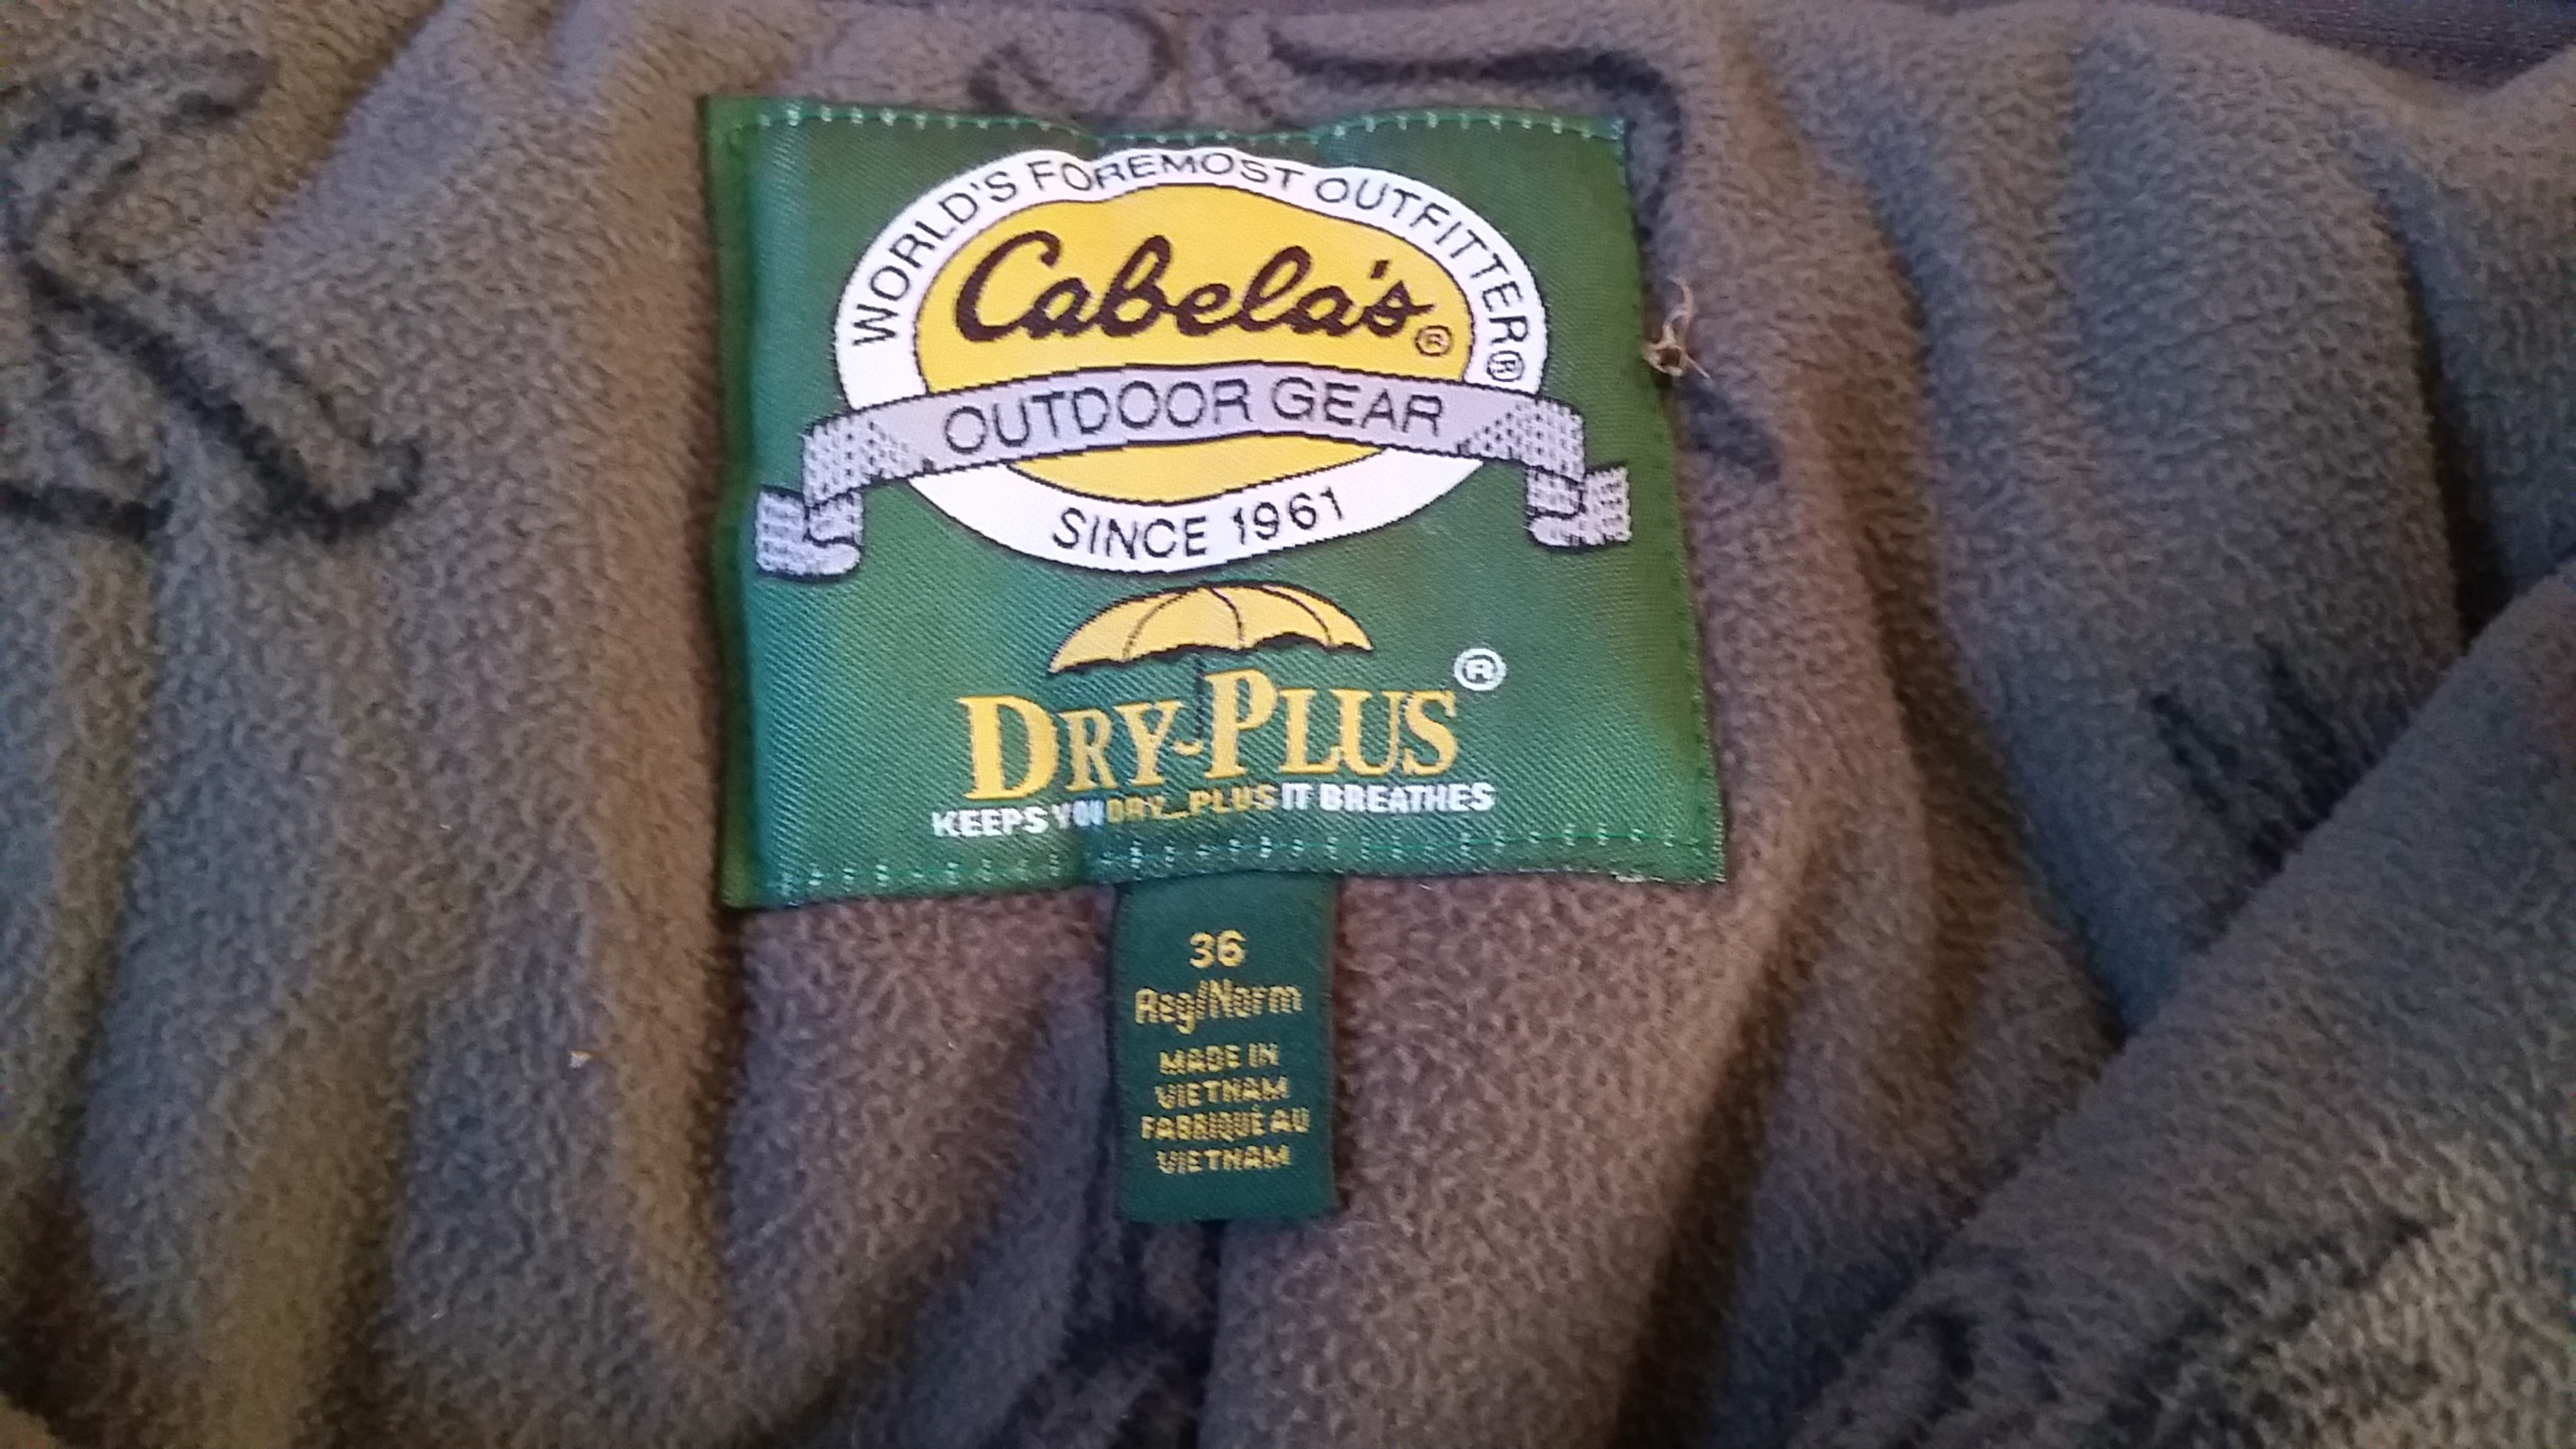 WORLD'S FOREMOST OUTFITTER®
Cabela's®
OUTDOOR GEAR
SINCE 1961
DRY-PLUS®
KEEPS YOU DRY_PLUS IT BREATHES
36
Reg/Norm
MADE IN
VIETNAM
FABRIQUÉ AU
VIETNAM